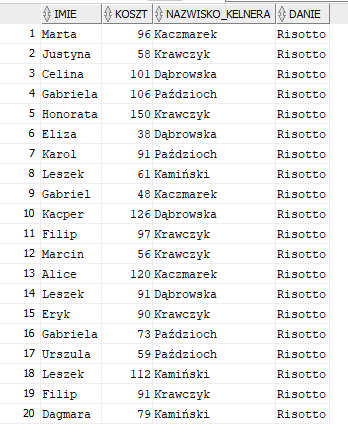 IMIE KOSZT NAZWISKO_KELNERA DANIE
1 Marta 96 Kaczmarek Risotto
2 Justyna 58 Krawczyk Risotto
3 Celina 101 Dąbrowska Risotto
4 Gabriela 106 Paździoch Risotto
5 Honorata 150 Krawczyk Risotto
6 Eliza 38 Dąbrowska Risotto
7 Karol 91 Paździoch Risotto
8 Leszek 61 Kamiński Risotto
9 Gabriel 48 Kaczmarek Risotto
10 Kacper 126 Dąbrowska Risotto
11 Filip 97 Krawczyk Risotto
12 Marcin 56 Krawczyk Risotto
13 Alice 120 Kaczmarek Risotto
14 Leszek 91 Dąbrowska Risotto
15 Eryk 90 Krawczyk Risotto
16 Gabriela 73 Paździoch Risotto
17 Urszula 59 Paździoch Risotto
18 Leszek 112 Kamiński Risotto
19 Filip 91 Krawczyk Risotto
20 Dagmara 79 Kamiński Risotto